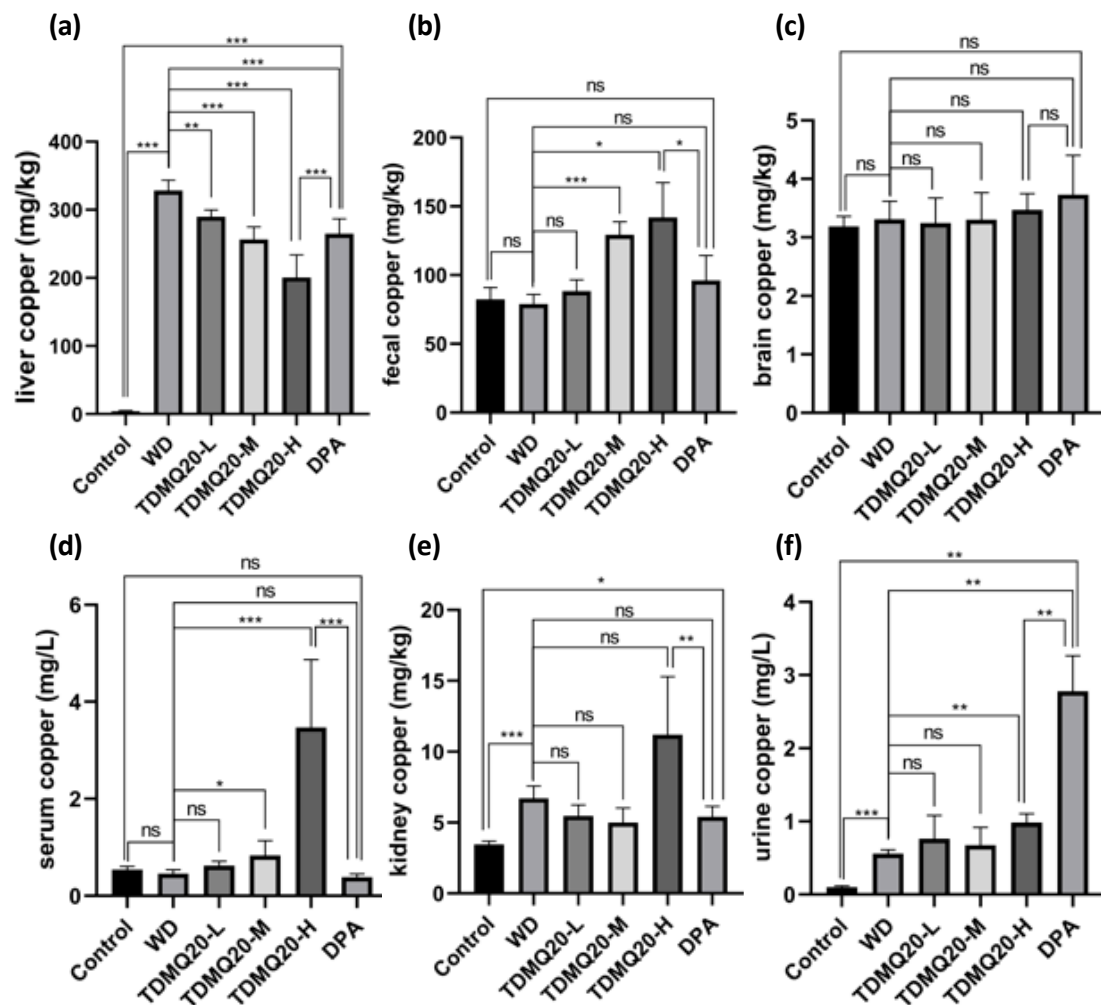 (a)
***
***
***
***
***
**
***
liver copper (mg/kg)
400
300
200
100
0
Control
WD
TDMQ20-L
TDMQ20-M
TDMQ20-H
DPA
(b)
ns
ns
*
*
***
ns
ns
fecal copper (mg/kg)
200
150
100
50
0
Control
WD
TDMQ20-L
TDMQ20-M
TDMQ20-H
DPA
(c)
ns
ns
ns
ns
ns
ns
ns
brain copper (mg/kg)
5
4
3
2
1
0
Control
WD
TDMQ20-L
TDMQ20-M
TDMQ20-H
DPA
(d)
ns
ns
***
***
*
ns
ns
serum copper (mg/L)
6
4
2
0
Control
WD
TDMQ20-L
TDMQ20-M
TDMQ20-H
DPA
(e)
*
ns
ns
**
ns
***
ns
kidney copper (mg/kg)
20
15
10
5
0
Control
WD
TDMQ20-L
TDMQ20-M
TDMQ20-H
DPA
(f)
**
**
**
**
ns
ns
***
urine copper (mg/L)
4
3
2
1
0
Control
WD
TDMQ20-L
TDMQ20-M
TDMQ20-H
DPA